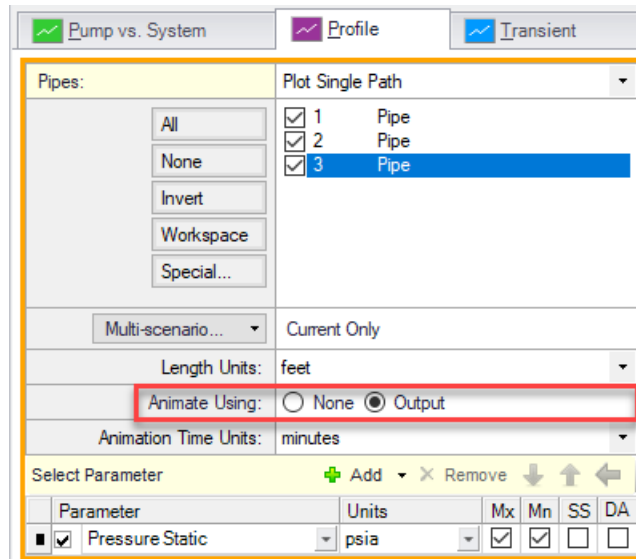 Pump vs. System Profile Transient
Pipes: Plot Single Path
All 1 Pipe
2 Pipe
None 3 Pipe
Invert
Workspace
Special...
Multi-scenario... Current Only
Length Units: feet
Animate Using: None Output
Animation Time Units: minutes
Select Parameter Add Remove
Parameter Units Mx Mn SS DA
Pressure Static psia